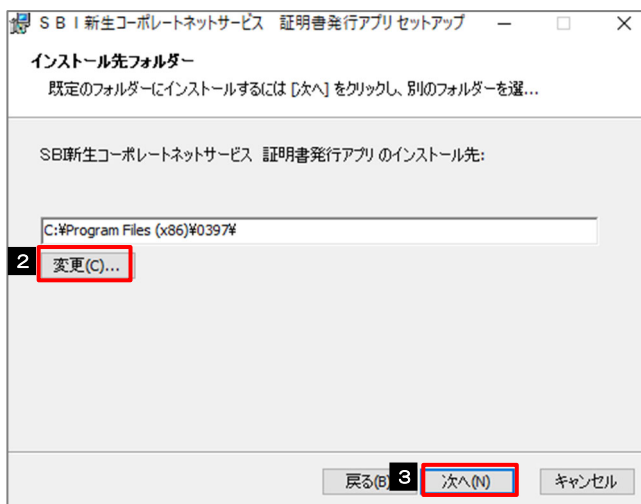 ＳＢＩ新生コーポレートネットサービス　証明書発行アプリ セットアップ
インストール先フォルダー
既定のフォルダーにインストールするには [次へ] をクリックし、別のフォルダーを選...
SBI新生コーポレートネットサービス 証明書発行アプリ のインストール先:
C:¥Program Files (x86)¥0397¥
2 変更(C)...
戻る(B) 3 次へ(N) キャンセル